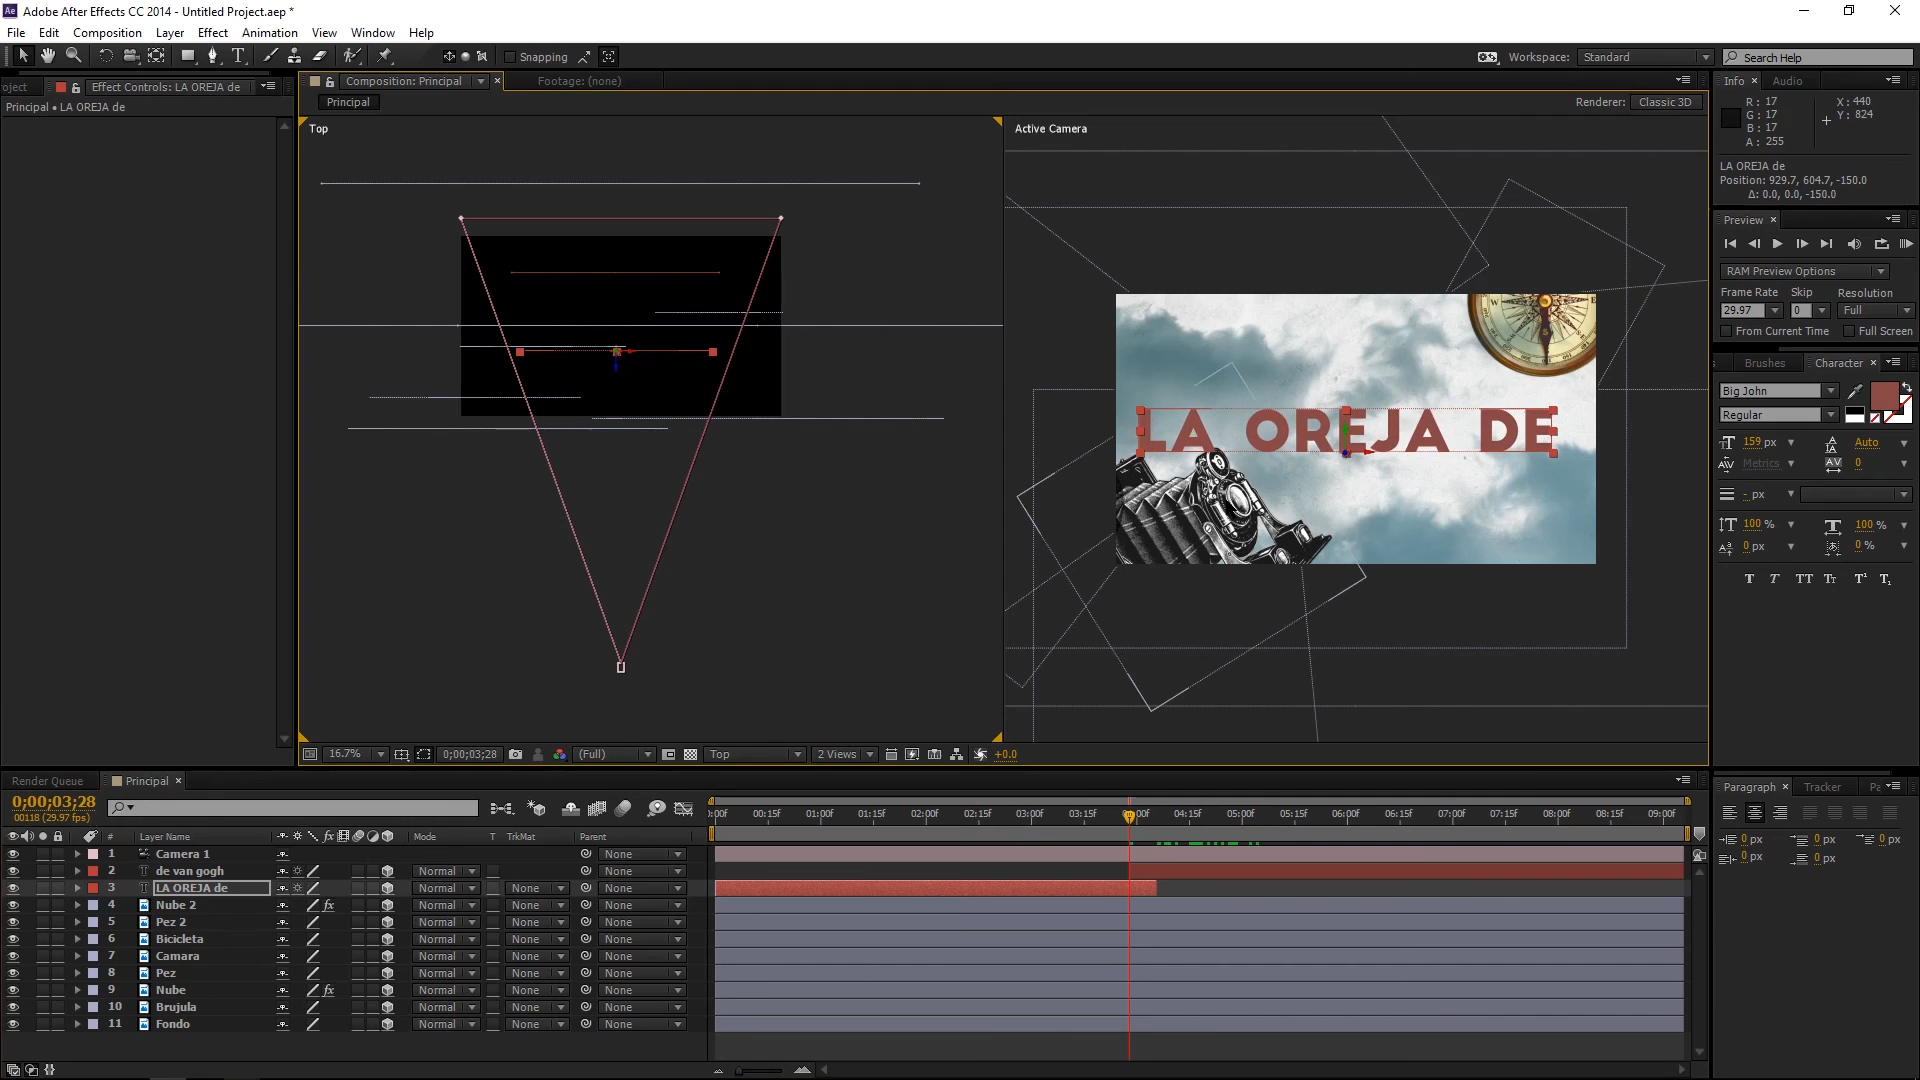 Adobe After Effects CC 2014 - Untitled Project.aep *
File Edit Composition Layer Effect Animation View Window Help
Snapping
Workspace: Standard
Search Help
oject Effect Controls: LA OREJA de
Principal • LA OREJA de
Composition: Principal
Footage: (none)
Principal
Renderer: Classic 3D
Top
Active Camera
LA OREJA DE
16.7% 0;00;03;28 (Full) Top 2 Views +0.0
Info Audio
R: 17
G: 17
B: 17
A: 255
X: 440
Y: 824
LA OREJA de
Position: 929.7, 604.7, -150.0
Δ: 0.0, 0.0, -150.0
Preview
RAM Preview Options
Frame Rate Skip Resolution
29.97 0 Full
From Current Time Full Screen
s Brushes Character
Big John
Regular
159 px Auto
Metrics 0
- px
100 % 100 %
0 px 0 %
T T TT Tt T¹ T₁
Paragraph Tracker Pa
0 px 0 px 0 px
0 px 0 px
Render Queue Principal
0;00;03;28
00118 (29.97 fps)
0:00f 00:15f 01:00f 01:15f 02:00f 02:15f 03:00f 03:15f 00f 04:15f 05:00f 05:15f 06:00f 06:15f 07:00f 07:15f 08:00f 08:15f 09:00f
# Layer Name Mode T TrkMat Parent
1 Camera 1 None
2 de van gogh Normal None
3 LA OREJA de Normal None None
4 Nube 2 fx Normal None None
5 Pez 2 Normal None None
6 Bicicleta Normal None None
7 Camara Normal None None
8 Pez Normal None None
9 Nube fx Normal None None
10 Brujula Normal None None
11 Fondo Normal None None